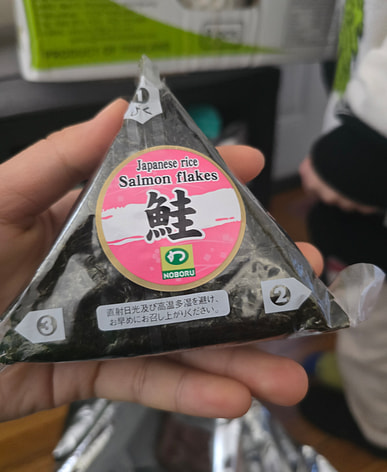 1
Japanese rice
Salmon flakes
鮭
わ
NOBORU
直射日光及び高温多湿を避け、
お早めにお召し上がりください。
2
3